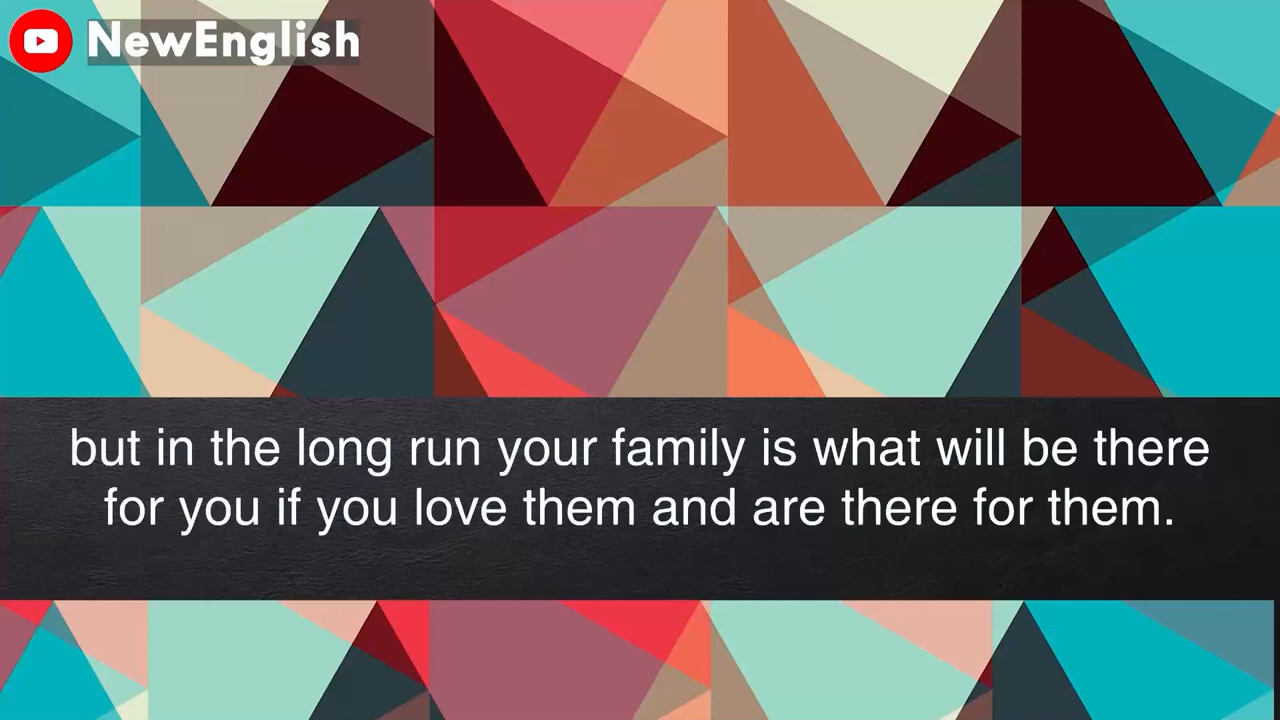 NewEnglish
but in the long run your family is what will be there
for you if you love them and are there for them.